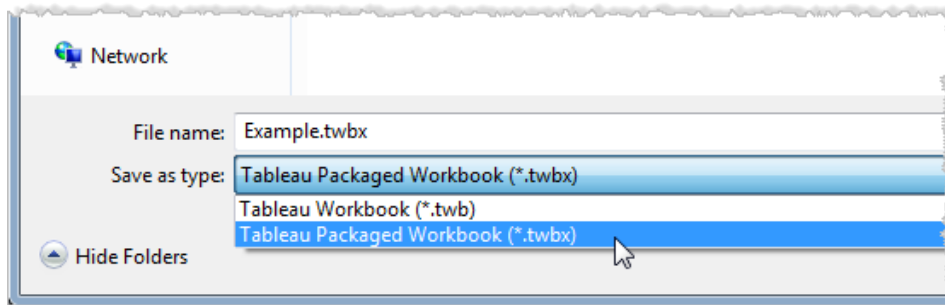 Network
File name: Example.twbx
Save as type: Tableau Packaged Workbook (*.twbx)
Tableau Workbook (*.twb)
Tableau Packaged Workbook (*.twbx)
Hide Folders